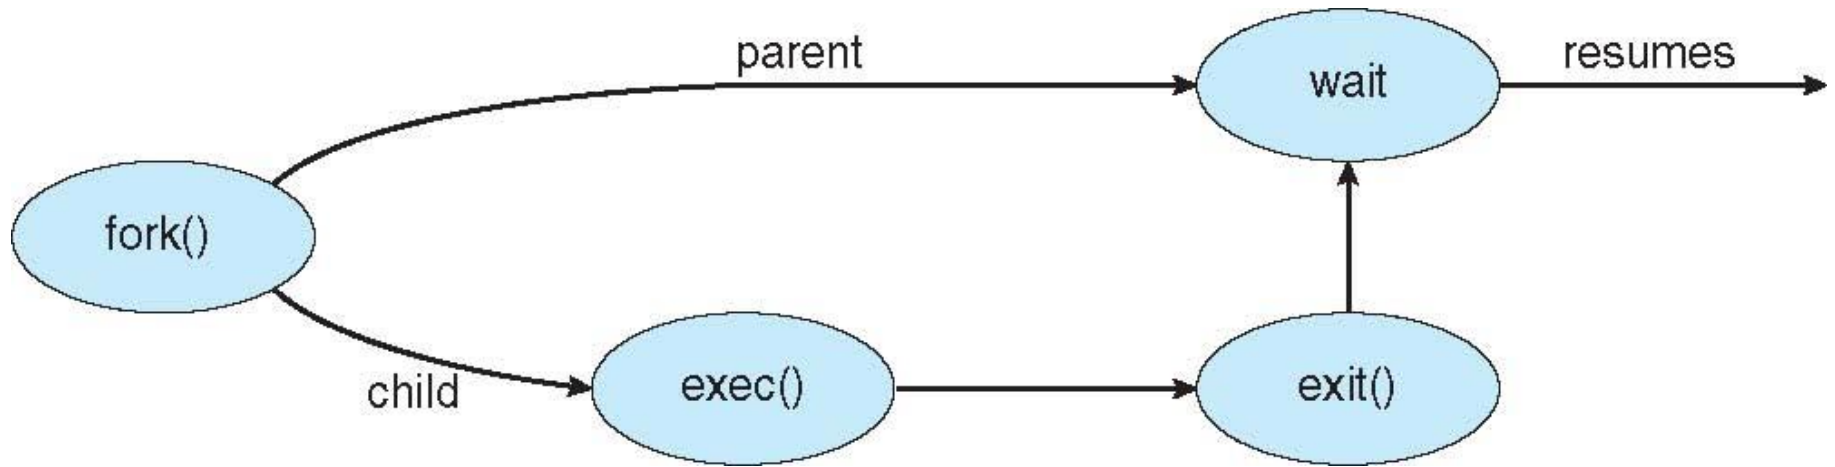 parent
wait
resumes
fork()
child
exec()
exit()